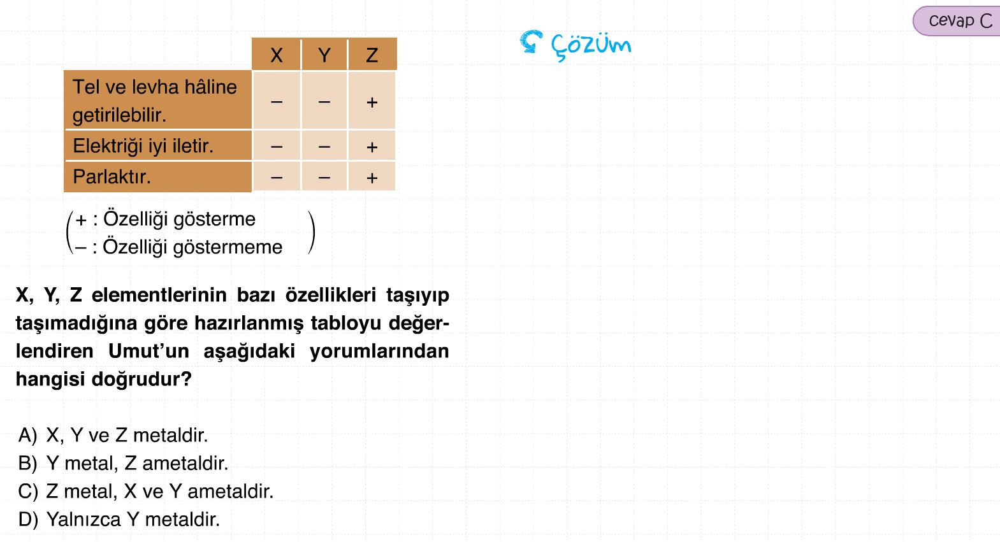 cevap C
Çözüm
X Y Z
Tel ve levha hâline
getirilebilir.
– – +
Elektriği iyi iletir. – – +
Parlaktır. – – +
+ : Özelliği gösterme
– : Özelliği göstermeme
X, Y, Z elementlerinin bazı özellikleri taşıyıp
taşımadığına göre hazırlanmış tabloyu değer-
lendiren Umut’un aşağıdaki yorumlarından
hangisi doğrudur?
A) X, Y ve Z metaldir.
B) Y metal, Z ametaldir.
C) Z metal, X ve Y ametaldir.
D) Yalnızca Y metaldir.